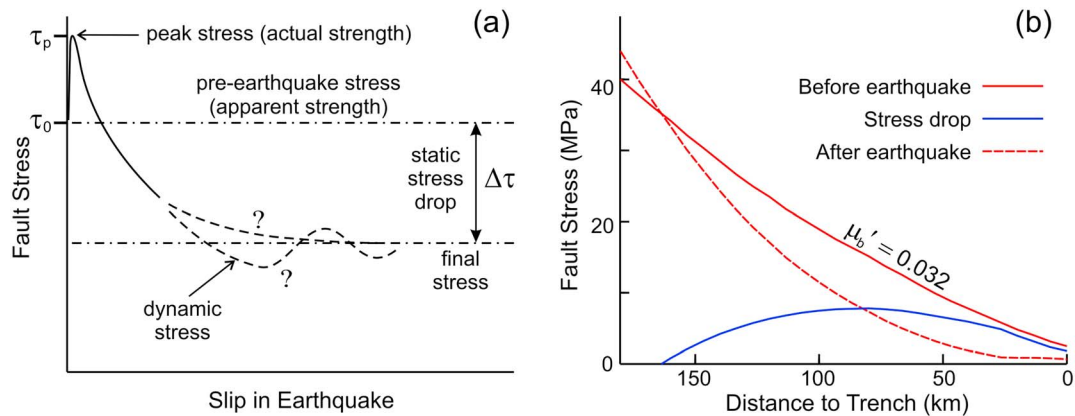 (a)
τp
peak stress (actual strength)
pre-earthquake stress
(apparent strength)
τ0
static
stress
drop
Δτ
?
?
final
stress
dynamic
stress
Fault Stress
Slip in Earthquake
(b)
40
Before earthquake
Stress drop
After earthquake
20
μb′ = 0.032
0
150
100
50
0
Fault Stress (MPa)
Distance to Trench (km)